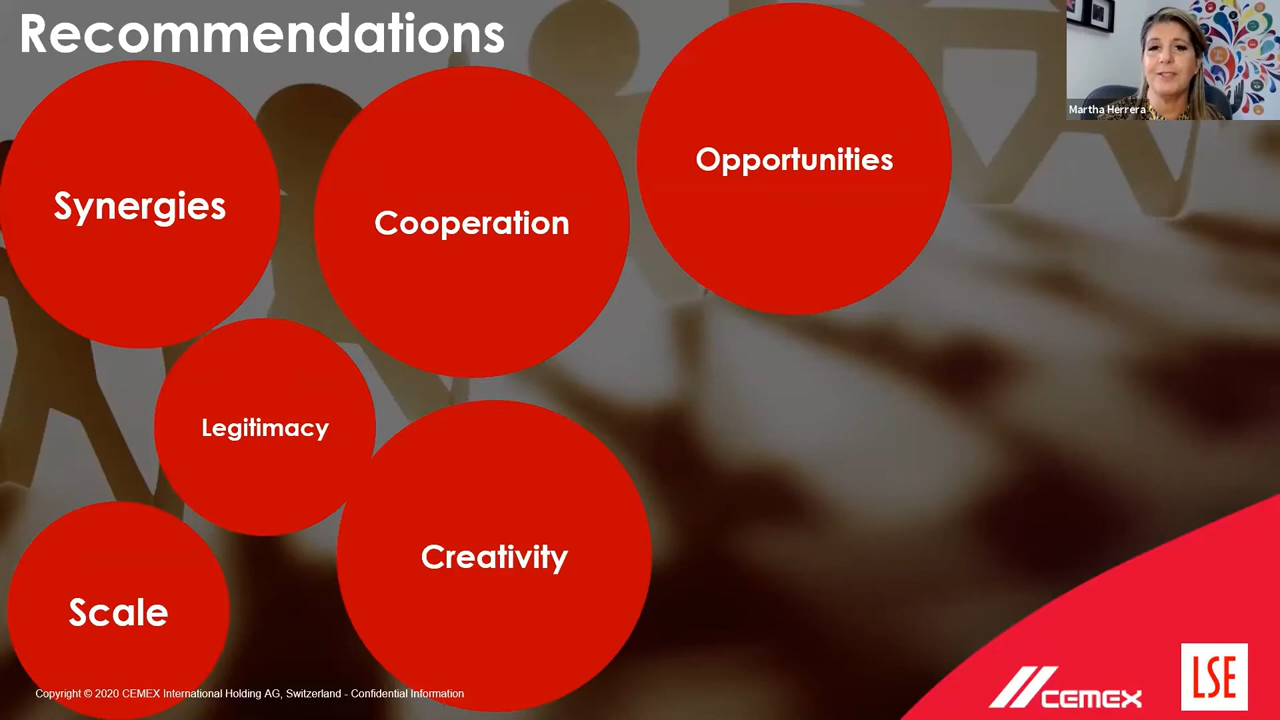 Recommendations
Martha Herrera
Synergies
Cooperation
Opportunities
Legitimacy
Creativity
Scale
Copyright © 2020 CEMEX International Holding AG, Switzerland - Confidential Information
CEMEX
LSE